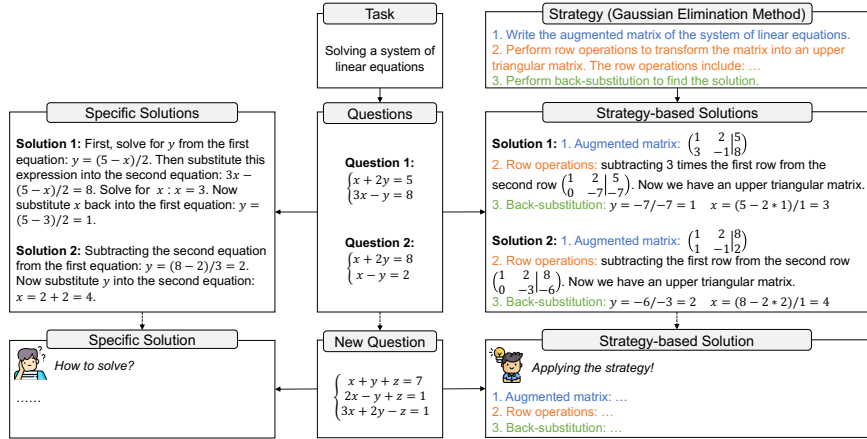 Task
Solving a system of
linear equations
Strategy (Gaussian Elimination Method)
1. Write the augmented matrix of the system of linear equations.
2. Perform row operations to transform the matrix into an upper
triangular matrix. The row operations include: …
3. Perform back-substitution to find the solution.
Specific Solutions
Solution 1: First, solve for y from the first
equation: y = (5 − x)/2. Then substitute this
expression into the second equation: 3x −
(5 − x)/2 = 8. Solve for x : x = 3. Now
substitute x back into the first equation: y =
(5 − 3)/2 = 1.
Solution 2: Subtracting the second equation
from the first equation: y = (8 − 2)/3 = 2.
Now substitute y into the second equation:
x = 2 + 2 = 4.
Questions
Question 1:
{x + 2y = 5
3x − y = 8
Question 2:
{x + 2y = 8
x − y = 2
Strategy-based Solutions
Solution 1: 1. Augmented matrix: (1 2 | 5
3 −1 | 8)
2. Row operations: subtracting 3 times the first row from the
second row (1 2 | 5
0 −7 | −7). Now we have an upper triangular matrix.
3. Back-substitution: y = −7/−7 = 1 x = (5 − 2 ∗ 1)/1 = 3
Solution 2: 1. Augmented matrix: (1 2 | 8
1 −1 | 2)
2. Row operations: subtracting the first row from the second row
(1 2 | 8
0 −3 | −6). Now we have an upper triangular matrix.
3. Back-substitution: y = −6/−3 = 2 x = (8 − 2 ∗ 2)/1 = 4
Specific Solution
? ?
How to solve?
……
New Question
{x + y + z = 7
2x − y + z = 1
3x + 2y − z = 1
Strategy-based Solution
Applying the strategy!
1. Augmented matrix: …
2. Row operations: …
3. Back-substitution: …